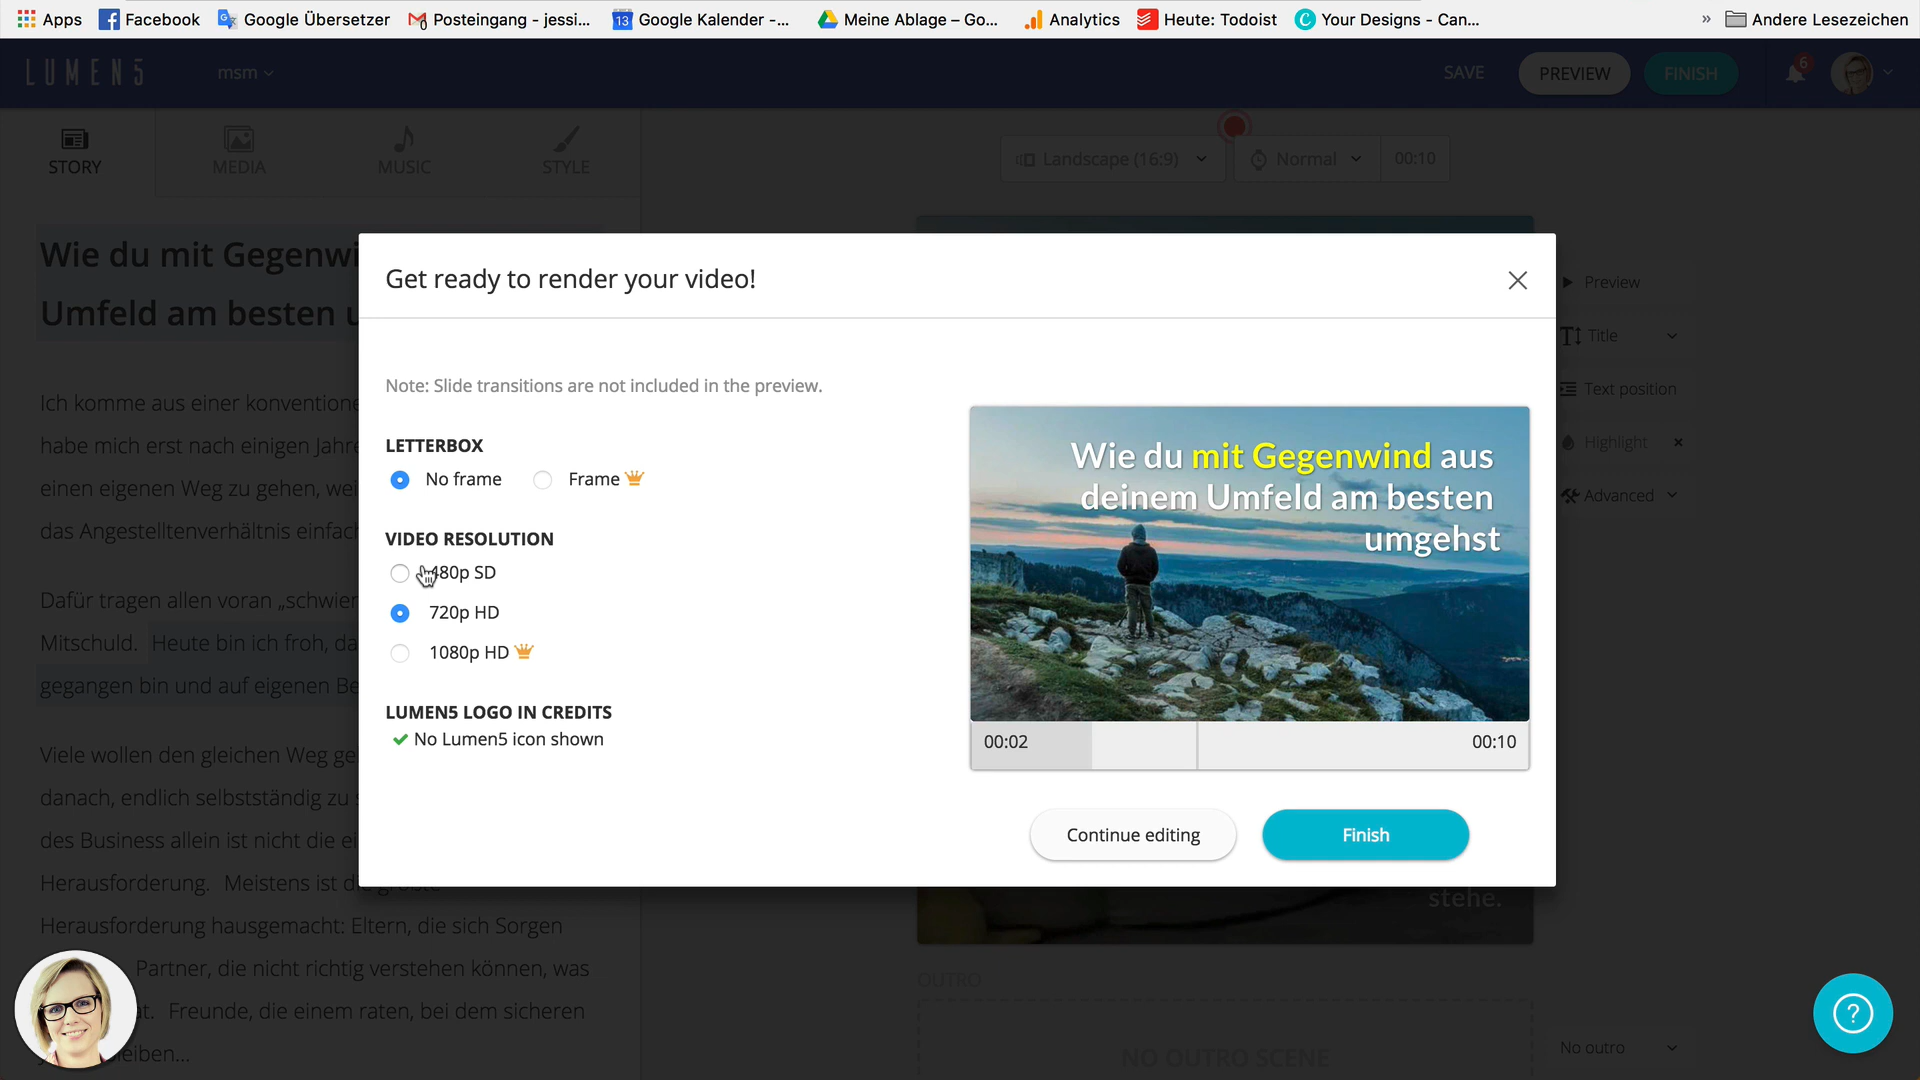 Apps Facebook Google Übersetzer Posteingang - jessi... 13 Google Kalender -... Meine Ablage – Go... Analytics Heute: Todoist Your Designs - Can... » Andere Lesezeichen
LUMEN5 msm SAVE PREVIEW FINISH 6
STORY MEDIA MUSIC STYLE
Landscape (16:9) Normal 00:10
Wie du mit Gegenwi
Umfeld am besten u
Ich komme aus einer konventione
habe mich erst nach einigen Jahre
einen eigenen Weg zu gehen, wei
das Angestelltenverhältnis einfach
Dafür tragen allen voran „schwier
Mitschuld. Heute bin ich froh, da
gegangen bin und auf eigenen Be
Viele wollen den gleichen Weg ge
danach, endlich selbstständig zu s
des Business allein ist nicht die ei
Herausforderung. Meistens ist die größte
Herausforderung hausgemacht: Eltern, die sich Sorgen
Partner, die nicht richtig verstehen können, was
t. Freunde, die einem raten, bei dem sicheren
eiben...
Get ready to render your video!
Note: Slide transitions are not included in the preview.
LETTERBOX
No frame Frame
VIDEO RESOLUTION
480p SD
720p HD
1080p HD
LUMEN5 LOGO IN CREDITS
No Lumen5 icon shown
Wie du mit Gegenwind aus
deinem Umfeld am besten
umgehst
00:02 00:10
Continue editing Finish
Preview
Title
Text position
Highlight
Advanced
stehe.
OUTRO
NO OUTRO SCENE
No outro
?